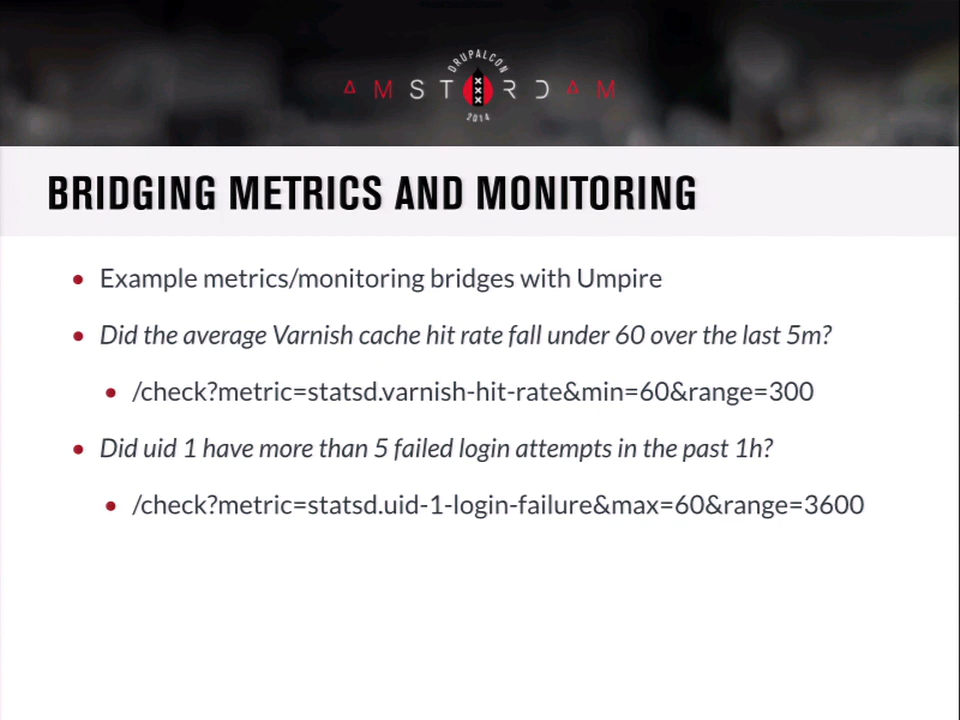 DRUPALCON
AMSTERDAM
2014
BRIDGING METRICS AND MONITORING
Example metrics/monitoring bridges with Umpire
Did the average Varnish cache hit rate fall under 60 over the last 5m?
/check?metric=statsd.varnish-hit-rate&min=60&range=300
Did uid 1 have more than 5 failed login attempts in the past 1h?
/check?metric=statsd.uid-1-login-failure&max=60&range=3600